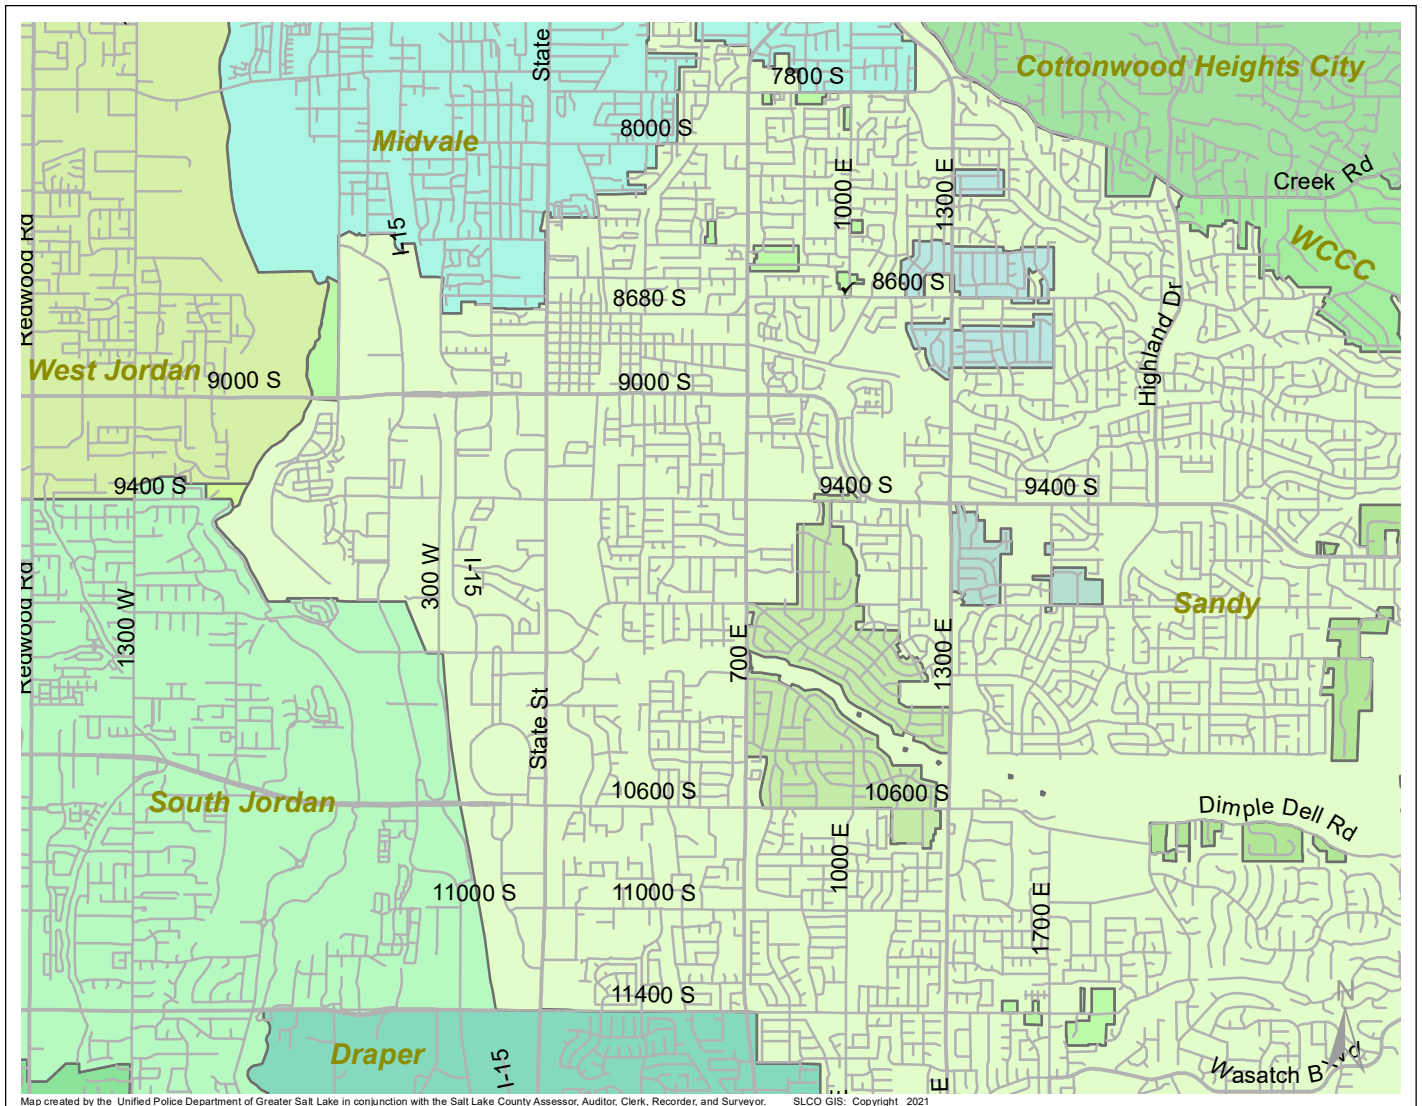 State
7800 S
Cottonwood Heights City
8000 S
Midvale
Creek Rd
1000 E
1300 E
I-15
Redwood Rd
WCCC
8600 S
8680 S
Highland Dr
West Jordan
9000 S
9000 S
9400 S
9400 S
9400 S
300 W
I-15
Redwood Rd
1300 W
Sandy
700 E
1300 E
State St
10600 S
10600 S
South Jordan
Dimple Dell Rd
1000 E
11000 S
11000 S
1700 E
11400 S
N
Draper
I-15
Wasatch
E
E
Map created by the Unified Police Department of Greater Salt Lake in conjunction with the Salt Lake County Assessor, Auditor, Clerk, Recorder, and Surveyor. SLCO GIS: Copyright 2021